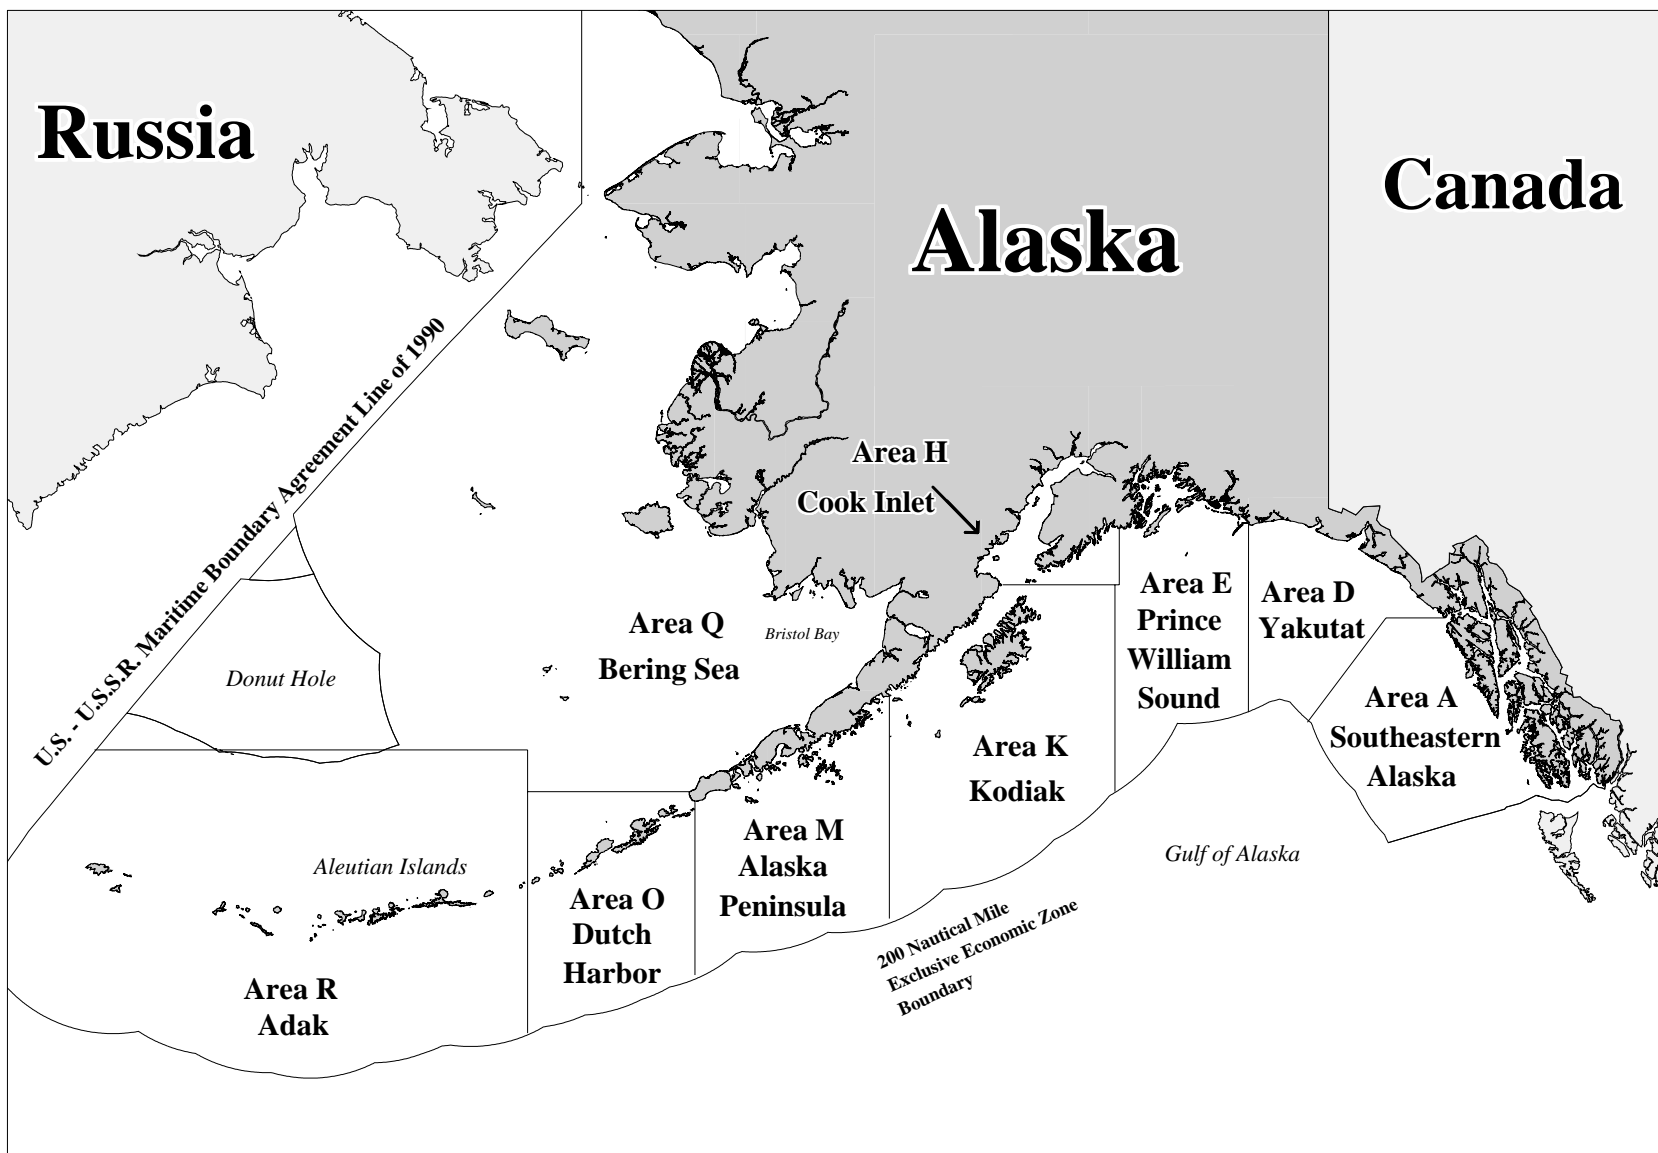 Russia
Canada
Alaska
U.S. - U.S.S.R. Maritime Boundary Agreement Line of 1990
Area H
Cook Inlet
Area E
Prince
William
Sound
Area D
Yakutat
Area Q
Bering Sea
Bristol Bay
Donut Hole
Area A
Southeastern
Alaska
Area K
Kodiak
Area M
Alaska
Peninsula
Gulf of Alaska
Aleutian Islands
Area O
Dutch
Harbor
200 Nautical Mile
Exclusive Economic Zone
Boundary
Area R
Adak